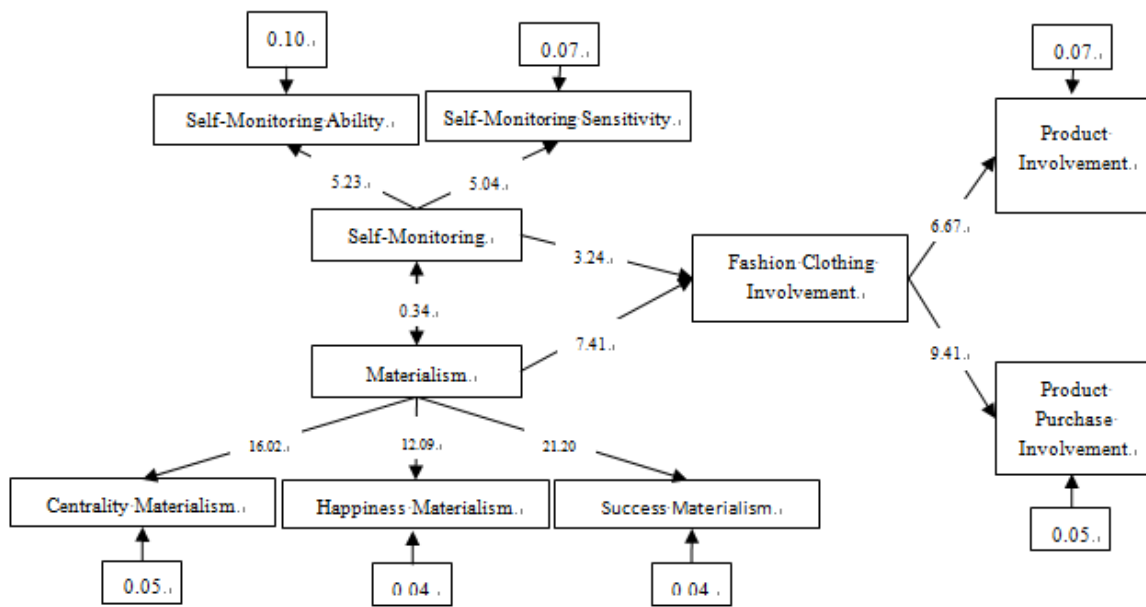 0.10
0.07
0.07
Self-Monitoring Ability
Self-Monitoring Sensitivity
Product
Involvement
5.23
5.04
6.67
Self-Monitoring
3.24
Fashion Clothing
Involvement
0.34
7.41
9.41
Materialism
Product
Purchase
Involvement
16.02
12.09
21.20
Centrality Materialism
Happiness Materialism
Success Materialism
0.05
0.04
0.04
0.05